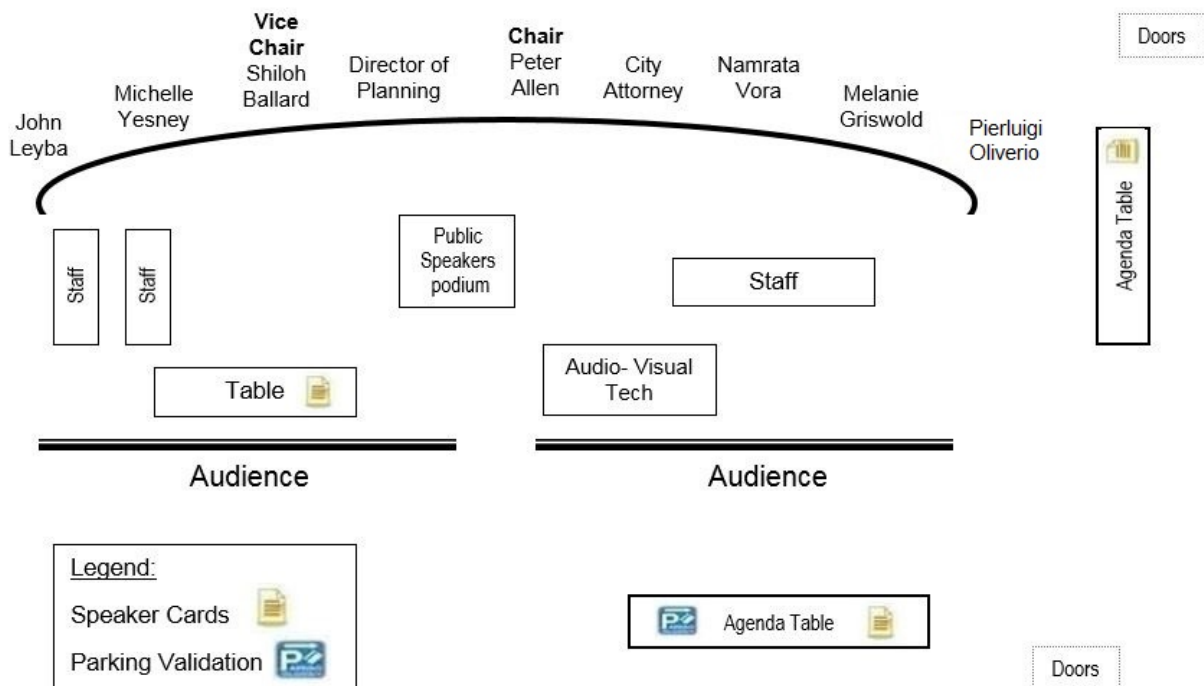 Vice
Chair
Shiloh
Ballard
Chair
Peter
Allen
Doors
Director of
Planning
City
Attorney
Namrata
Vora
Michelle
Yesney
Melanie
Griswold
John
Leyba
Pierluigi
Oliverio
Agenda Table
Staff
Staff
Public
Speakers
podium
Staff
Audio- Visual
Tech
Table
Audience
Audience
Legend:
Speaker Cards
Parking Validation
Agenda Table
Doors